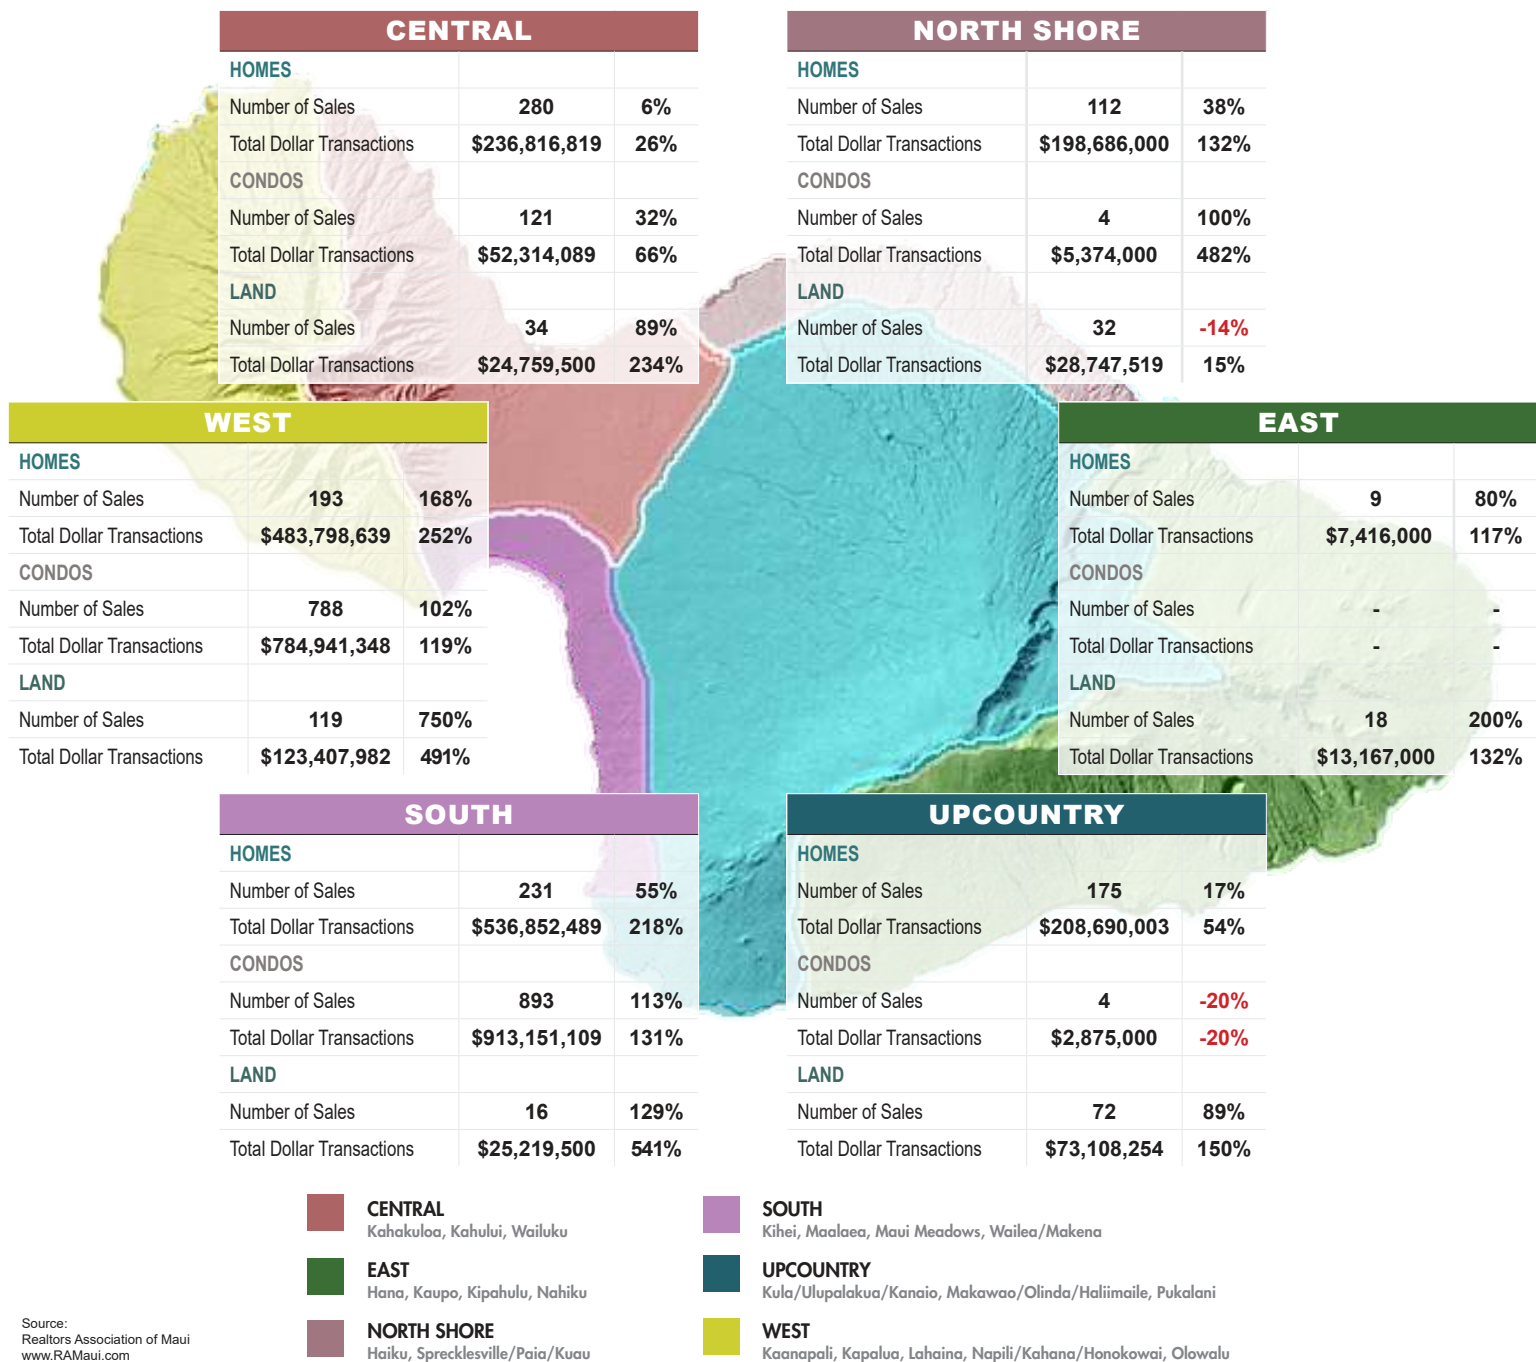 CENTRAL
HOMES
Number of Sales 280 6%
Total Dollar Transactions $236,816,819 26%
CONDOS
Number of Sales 121 32%
Total Dollar Transactions $52,314,089 66%
LAND
Number of Sales 34 89%
Total Dollar Transactions $24,759,500 234%
NORTH SHORE
HOMES
Number of Sales 112 38%
Total Dollar Transactions $198,686,000 132%
CONDOS
Number of Sales 4 100%
Total Dollar Transactions $5,374,000 482%
LAND
Number of Sales 32 -14%
Total Dollar Transactions $28,747,519 15%
WEST
HOMES
Number of Sales 193 168%
Total Dollar Transactions $483,798,639 252%
CONDOS
Number of Sales 788 102%
Total Dollar Transactions $784,941,348 119%
LAND
Number of Sales 119 750%
Total Dollar Transactions $123,407,982 491%
EAST
HOMES
Number of Sales 9 80%
Total Dollar Transactions $7,416,000 117%
CONDOS
Number of Sales - -
Total Dollar Transactions - -
LAND
Number of Sales 18 200%
Total Dollar Transactions $13,167,000 132%
SOUTH
HOMES
Number of Sales 231 55%
Total Dollar Transactions $536,852,489 218%
CONDOS
Number of Sales 893 113%
Total Dollar Transactions $913,151,109 131%
LAND
Number of Sales 16 129%
Total Dollar Transactions $25,219,500 541%
UPCOUNTRY
HOMES
Number of Sales 175 17%
Total Dollar Transactions $208,690,003 54%
CONDOS
Number of Sales 4 -20%
Total Dollar Transactions $2,875,000 -20%
LAND
Number of Sales 72 89%
Total Dollar Transactions $73,108,254 150%
CENTRAL
Kahakuloa, Kahului, Wailuku
EAST
Hana, Kaupo, Kipahulu, Nahiku
NORTH SHORE
Haiku, Sprecklesville/Paia/Kuau
SOUTH
Kihei, Maalaea, Maui Meadows, Wailea/Makena
UPCOUNTRY
Kula/Ulupalakua/Kanaio, Makawao/Olinda/Haliimaile, Pukalani
WEST
Kaanapali, Kapalua, Lahaina, Napili/Kahana/Honokowai, Olowalu
Source:
Realtors Association of Maui
www.RAMaui.com